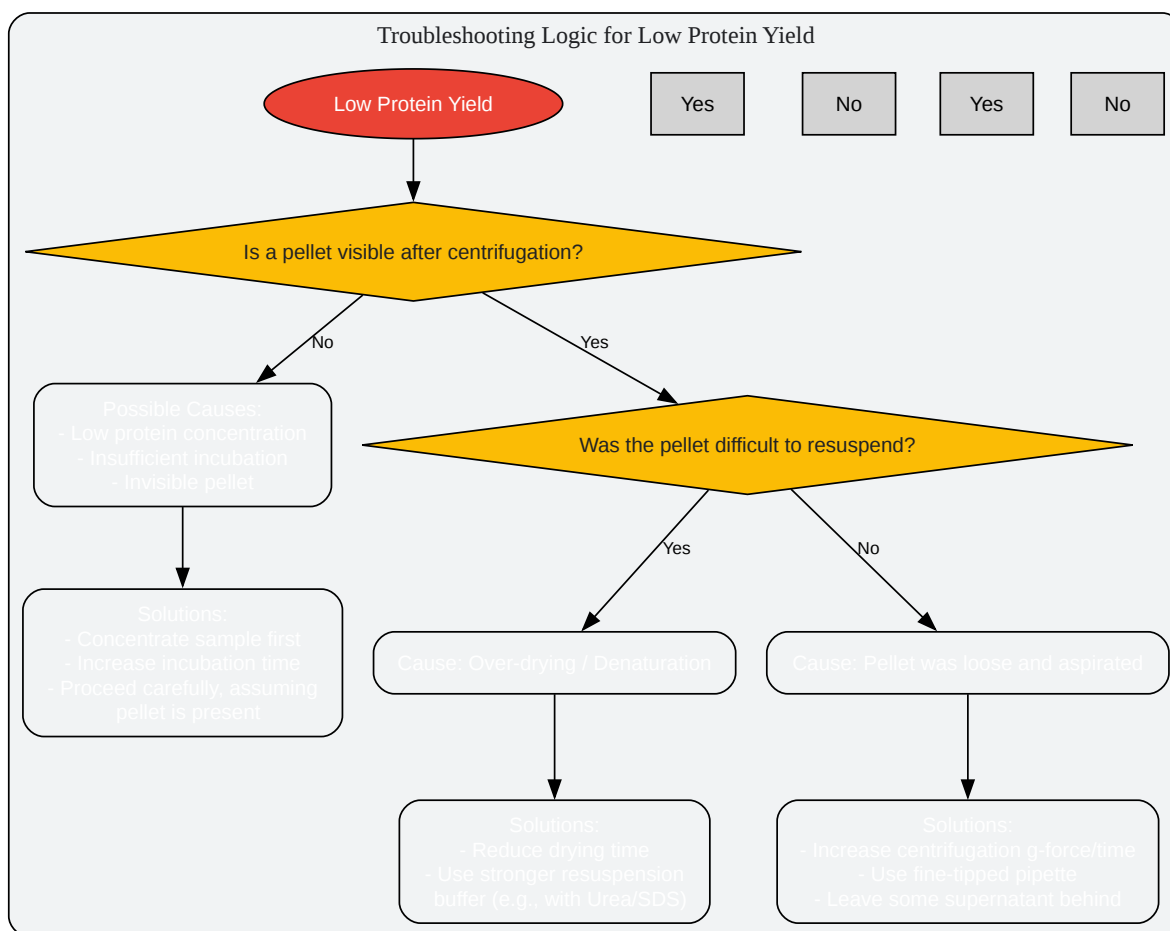 Troubleshooting Logic for Low Protein Yield
Low Protein Yield
Yes
No
Yes
No
Is a pellet visible after centrifugation?
No
Yes
Possible Causes:
- Low protein concentration
- Insufficient incubation
- Invisible pellet
Was the pellet difficult to resuspend?
Yes
No
Solutions:
- Concentrate sample first
- Increase incubation time
- Proceed carefully, assuming
pellet is present
Cause: Over-drying / Denaturation
Cause: Pellet was loose and aspirated
Solutions:
- Reduce drying time
- Use stronger resuspension
buffer (e.g., with Urea/SDS)
Solutions:
- Increase centrifugation g-force/time
- Use fine-tipped pipette
- Leave some supernatant behind